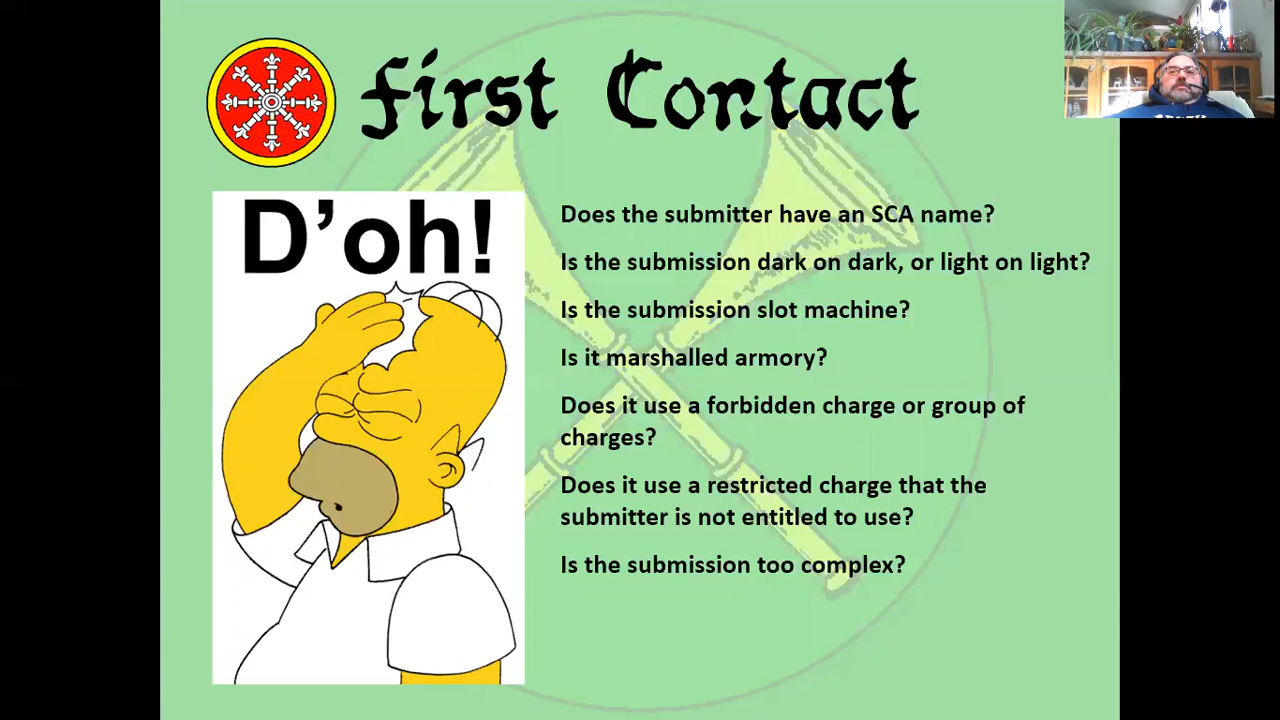 First Contact
D'oh!
Does the submitter have an SCA name?
Is the submission dark on dark, or light on light?
Is the submission slot machine?
Is it marshalled armory?
Does it use a forbidden charge or group of
charges?
Does it use a restricted charge that the
submitter is not entitled to use?
Is the submission too complex?